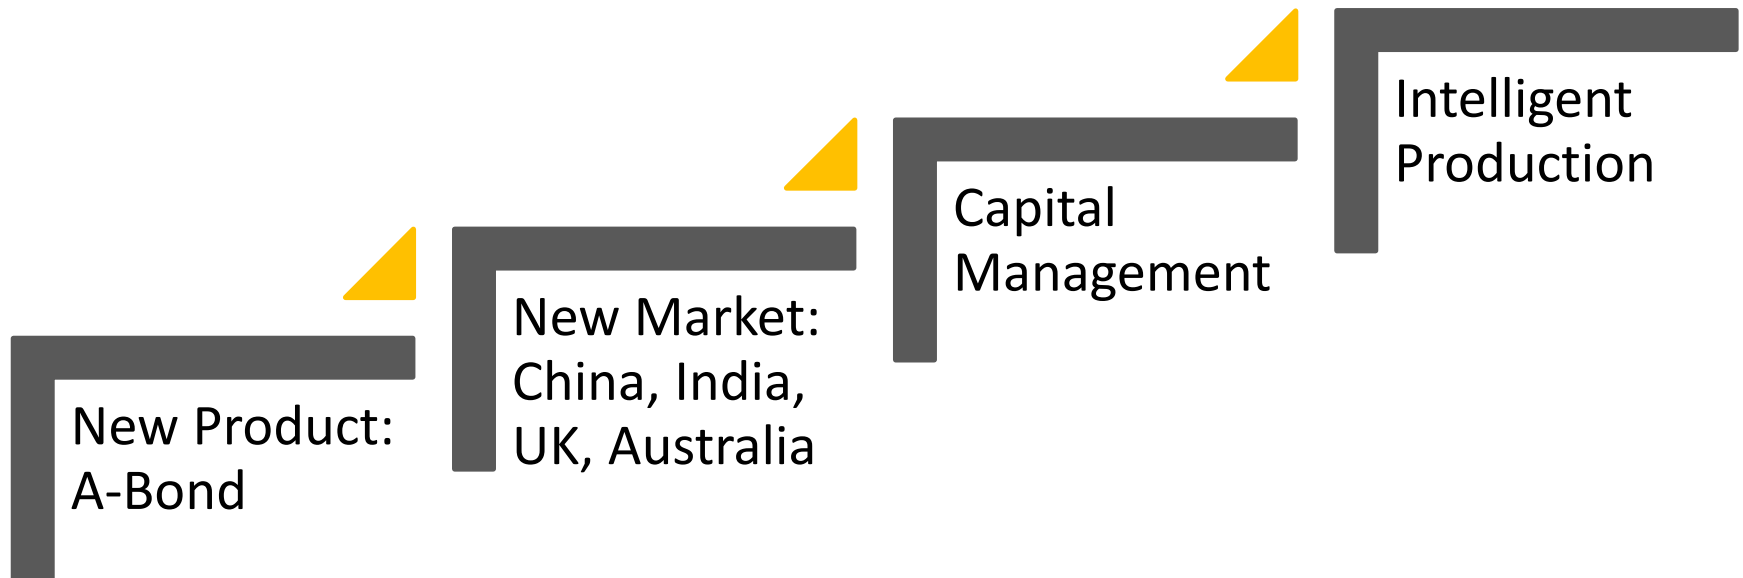 New Product:
A-Bond
New Market:
China, India,
UK, Australia
Capital
Management
Intelligent
Production